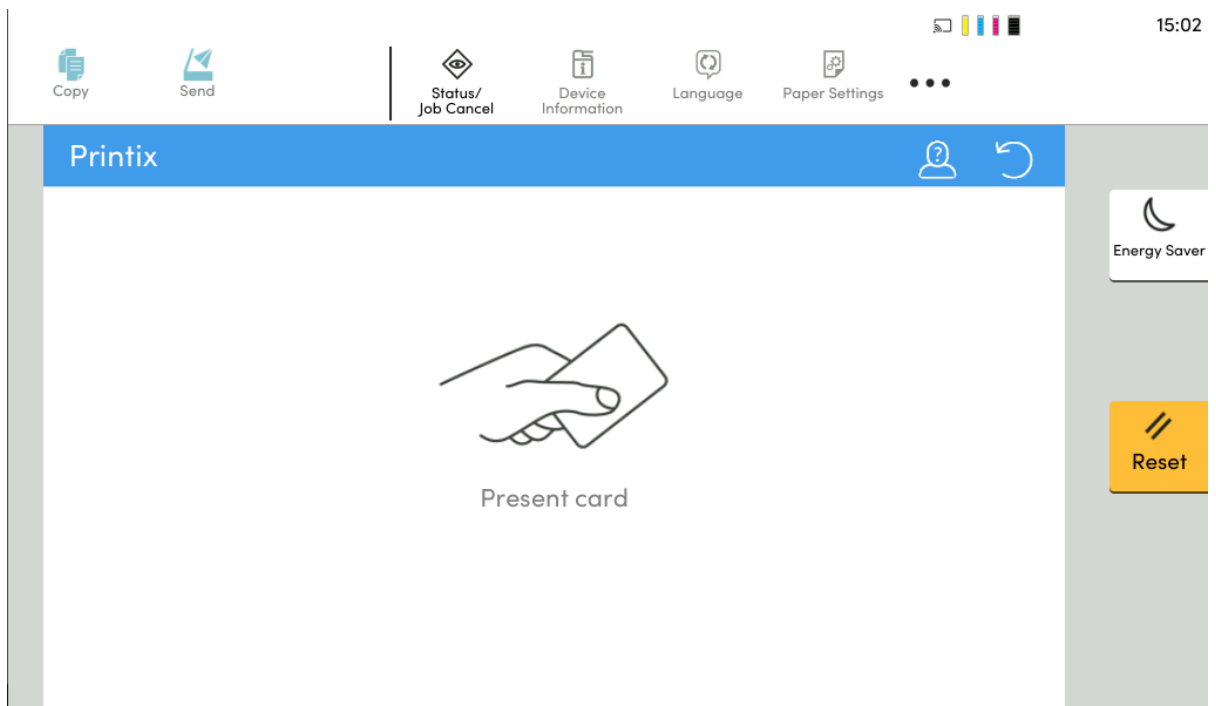 15:02
Copy
Send
Status/
Job Cancel
Device
Information
Language
Paper Settings
Printix
Energy Saver
Reset
Present card